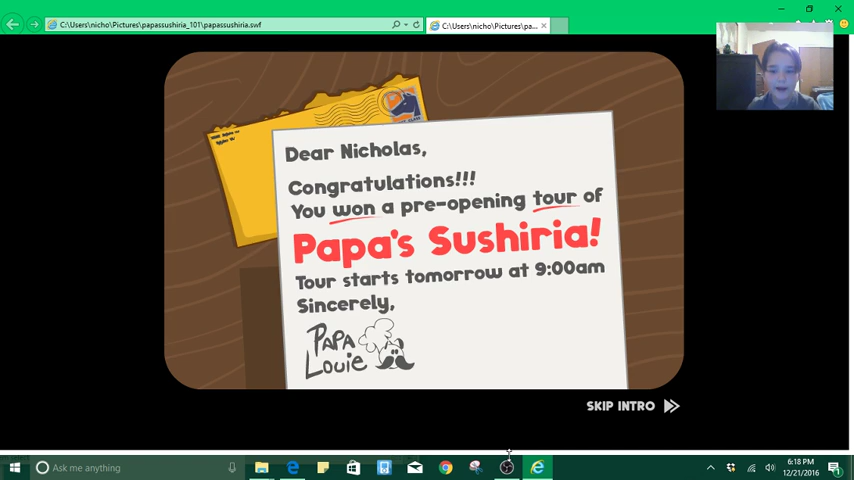 C:\Users\nicho\Pictures\papassushiria_101\papassushiria.swf
C:\Users\nicho\Pictures\pa...
Dear Nicholas,
Congratulations!!!
You won a pre-opening tour of
Papa's Sushiria!
Tour starts tomorrow at 9:00am
Sincerely,
PAPA
Louie
SKIP INTRO
Ask me anything
6:18 PM
12/21/2016